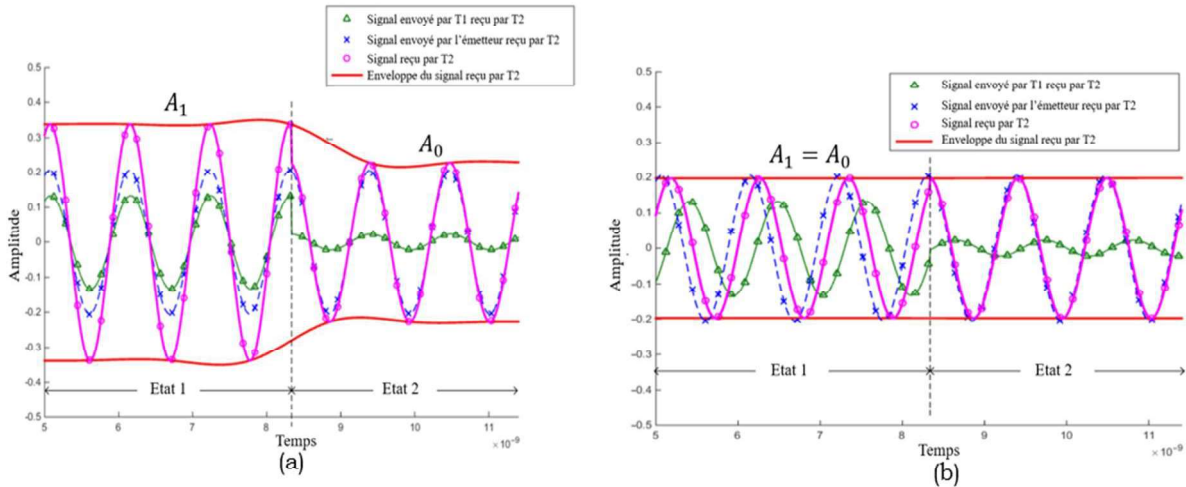 Signal envoyé par T1 reçu par T2
Signal envoyé par l'émetteur reçu par T2
Signal reçu par T2
Enveloppe du signal reçu par T2
0.5
0.4
0.3
0.2
0.1
0
-0.1
-0.2
-0.3
-0.4
-0.5
Amplitude
A₁
A₀
Etat 1
Etat 2
5
6
7
8
9
10
11
Temps
× 10⁻⁹
(a)
Signal envoyé par T1 reçu par T2
Signal envoyé par l'émetteur reçu par T2
Signal reçu par T2
Enveloppe du signal reçu par T2
0.5
0.4
0.3
0.2
0.1
0
-0.1
-0.2
-0.3
-0.4
-0.5
Amplitude
A₁ = A₀
Etat 1
Etat 2
5
6
7
8
9
10
11
Temps
× 10⁻⁹
(b)